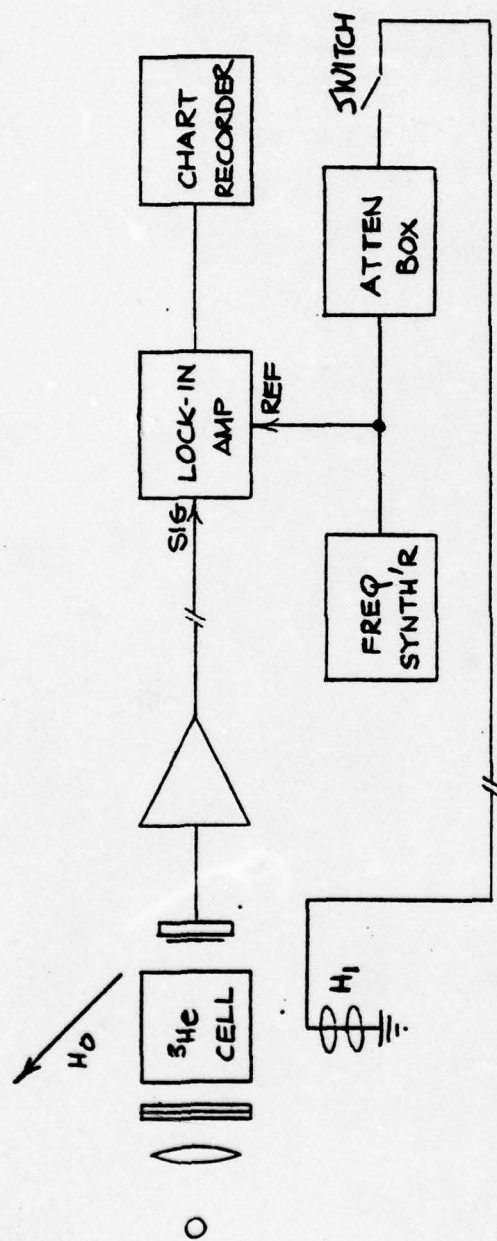 H₀
³He
CELL
SIG
LOCK-IN
AMP
REF
CHART
RECORDER
H₁
FREQ
SYNTH'R
ATTEN
BOX
SWITCH